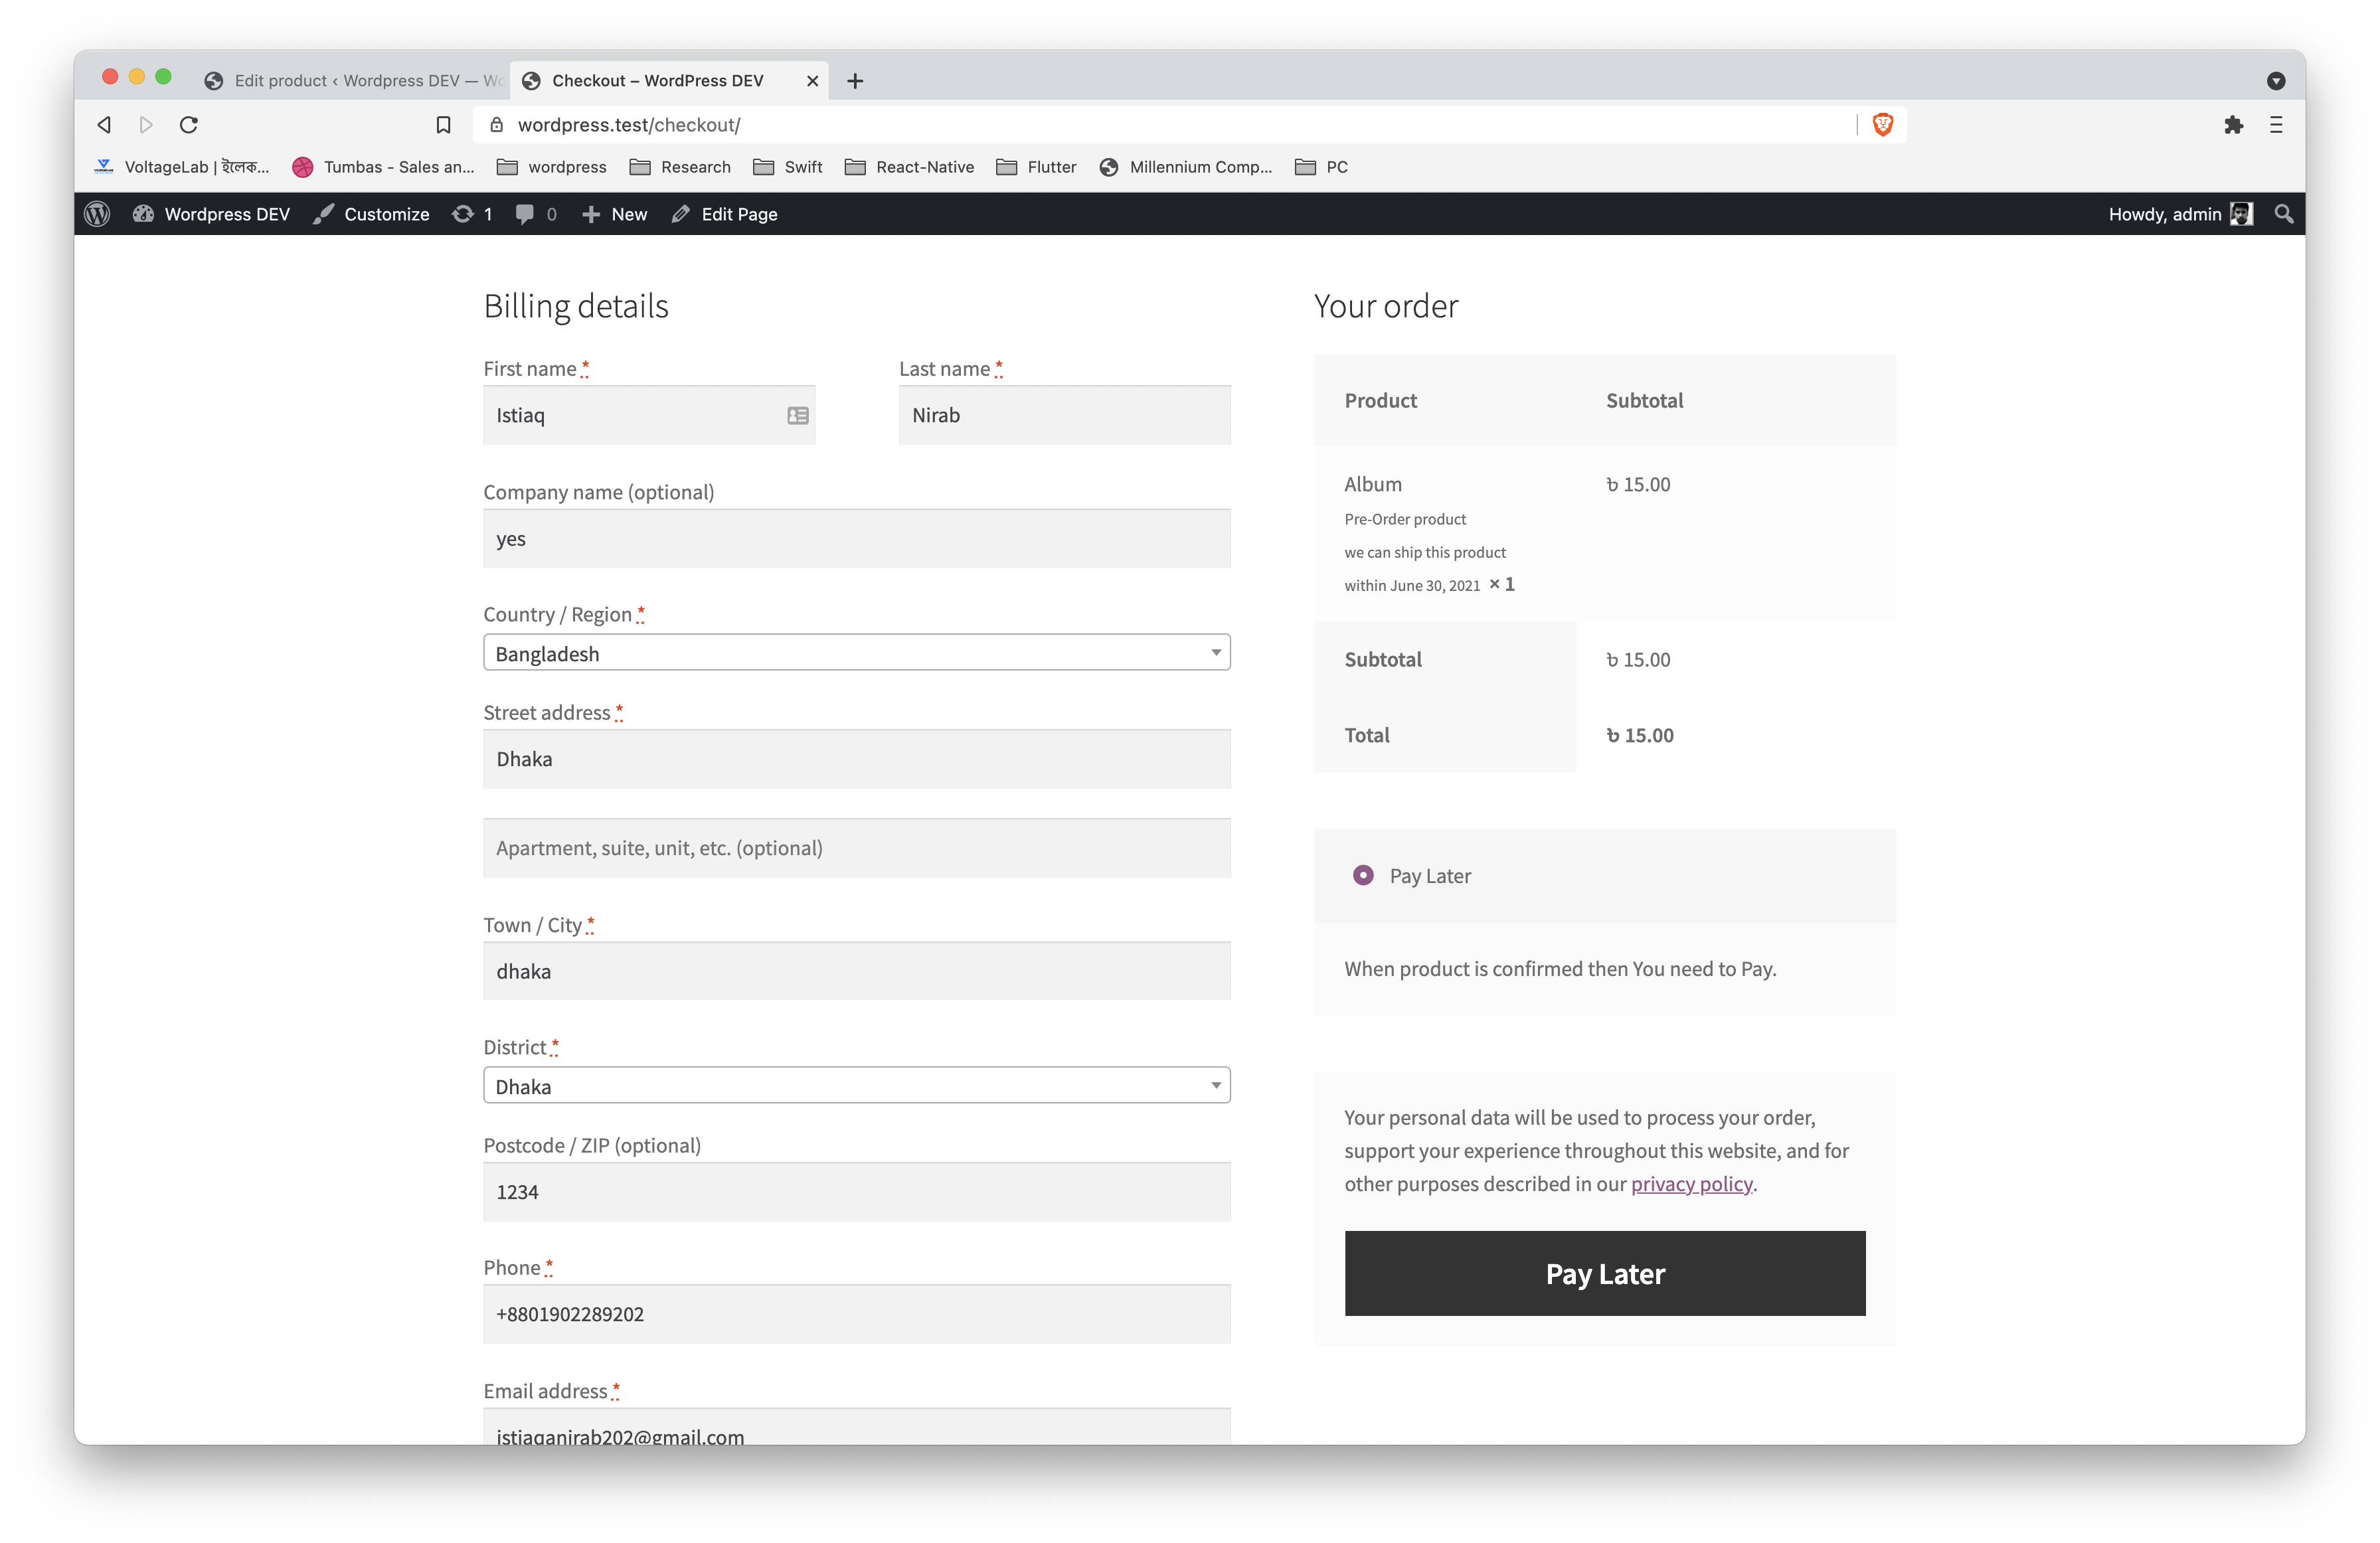 Edit product ‹ Wordpress DEV — Wo
Checkout – WordPress DEV
wordpress.test/checkout/
VoltageLab | ইলেক...
Tumbas - Sales an...
wordpress
Research
Swift
React-Native
Flutter
Millennium Comp...
PC
Wordpress DEV
Customize
1
0
New
Edit Page
Howdy, admin
Billing details
First name *
Last name *
Istiaq
Nirab
Company name (optional)
yes
Country / Region *
Bangladesh
Street address *
Dhaka
Apartment, suite, unit, etc. (optional)
Town / City *
dhaka
District *
Dhaka
Postcode / ZIP (optional)
1234
Phone *
+8801902289202
Email address *
istiaqanirab202@gmail.com
Your order
Product Subtotal
Album ৳ 15.00
Pre-Order product
we can ship this product
within June 30, 2021 × 1
Subtotal ৳ 15.00
Total ৳ 15.00
Pay Later
When product is confirmed then You need to Pay.
Your personal data will be used to process your order,
support your experience throughout this website, and for
other purposes described in our privacy policy.
Pay Later